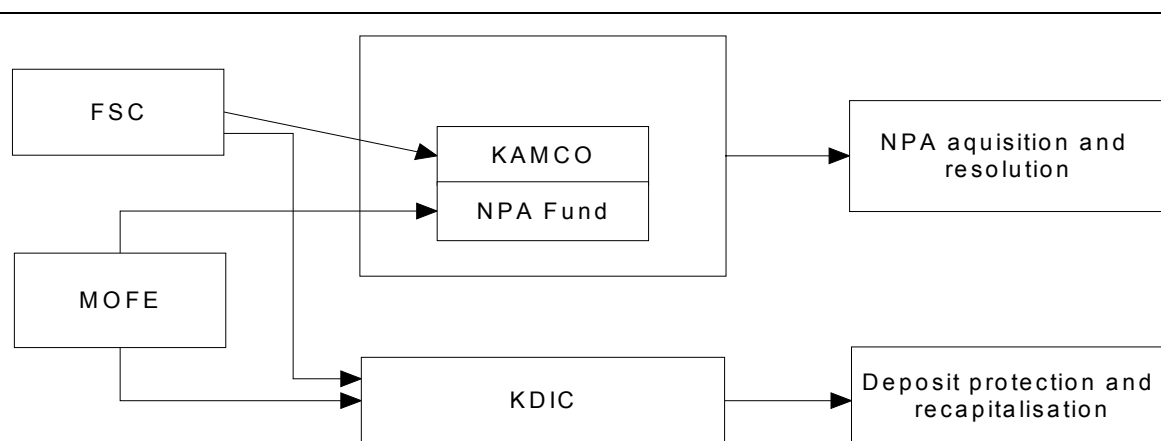 FSC
KAMCO
NPA Fund
NPA aquisition and
resolution
MOFE
KDIC
Deposit protection and
recapitalisation